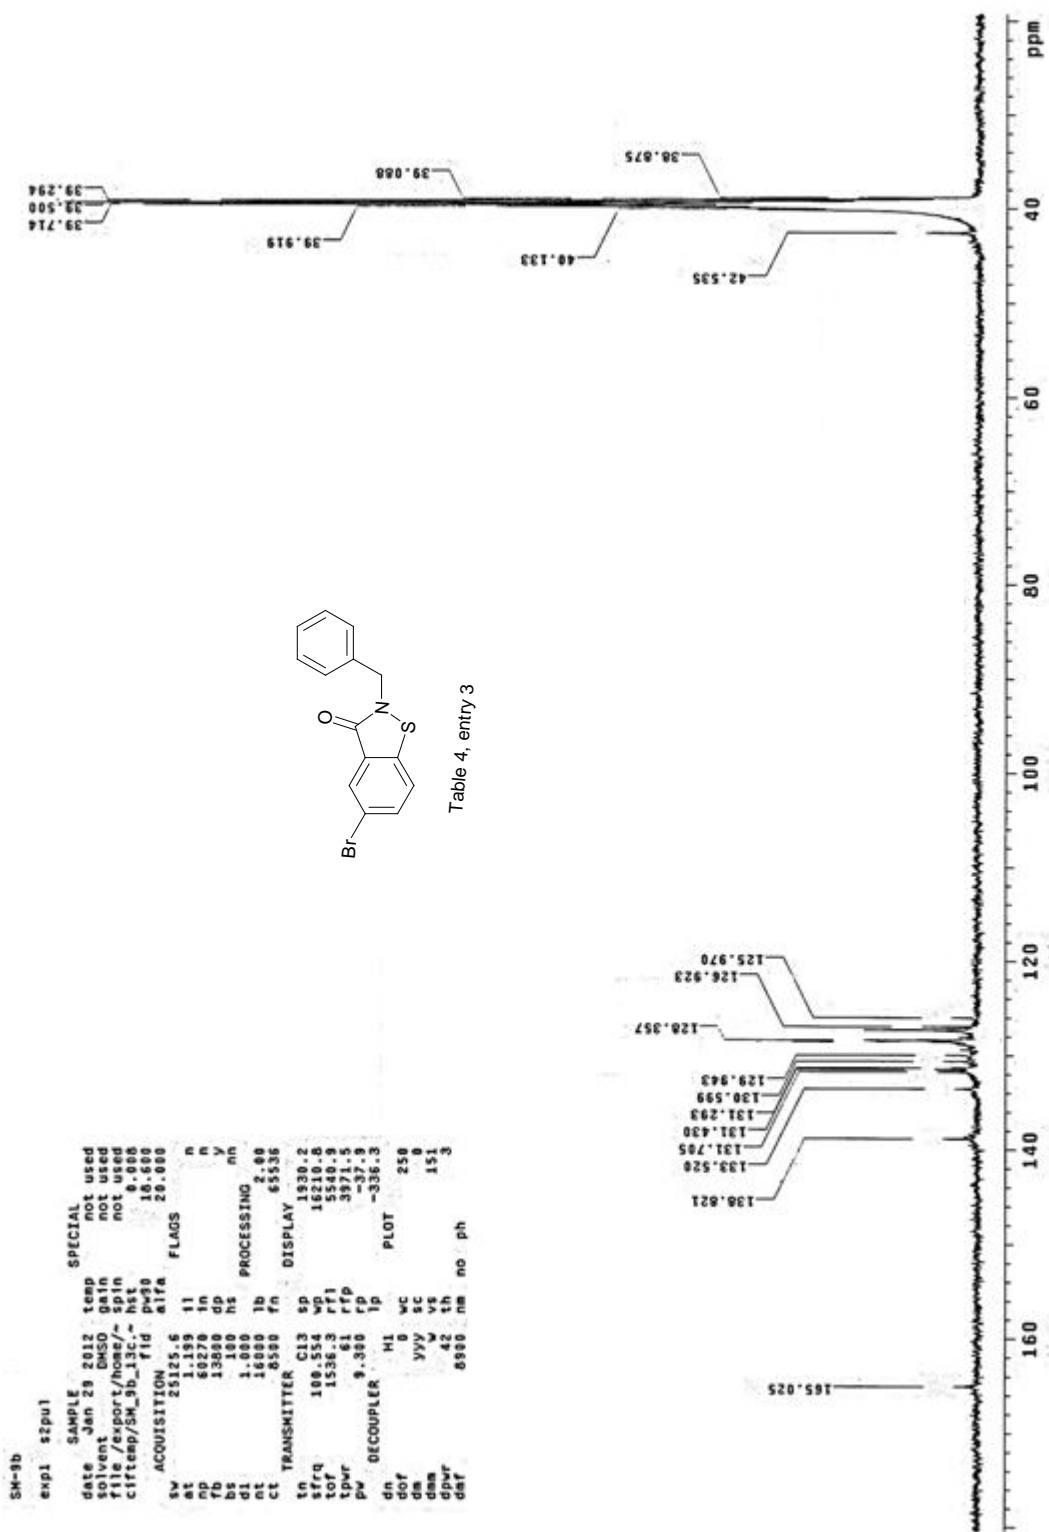 SM-9b
exp1 s2pul
SAMPLE
date Jan 29 2012
solvent DMSO
file /export/home/~
ciftemp/SM_9b_13C.~
fid
ACQUISITION
sw 25125.6
at 1.199
np 60270
fb 13800
bs 100
d1 1.000
nt 16000
ct 8500
TRANSMITTER
tn C13
sfrq 100.554
tof 1536.3
tpwr 61
pw 9.300
DECOUPLER
dn H1
dof 0
dm yyy
dmm w
dpwr 42
dmf 8900
SPECIAL
temp not used
gain not used
spin not used
hst 0.008
pw90 18.600
alfa 20.000
FLAGS
il n
in n
dp y
hs nn
PROCESSING
lb 2.00
fn 65536
DISPLAY
sp 1930.2
wp 16210.8
rfl 5540.9
rfp 3971.5
rp -37.9
lp -336.3
PLOT
wc 250
sc 0
vs 151
th 3
nm no ph
Br
O
N
S
Table 4, entry 3
165.025
138.821
133.520
131.705
131.430
131.293
130.599
129.943
128.357
126.923
125.970
42.535
40.133
39.919
39.714
39.500
39.294
39.088
38.875
160
140
120
100
80
60
40
ppm